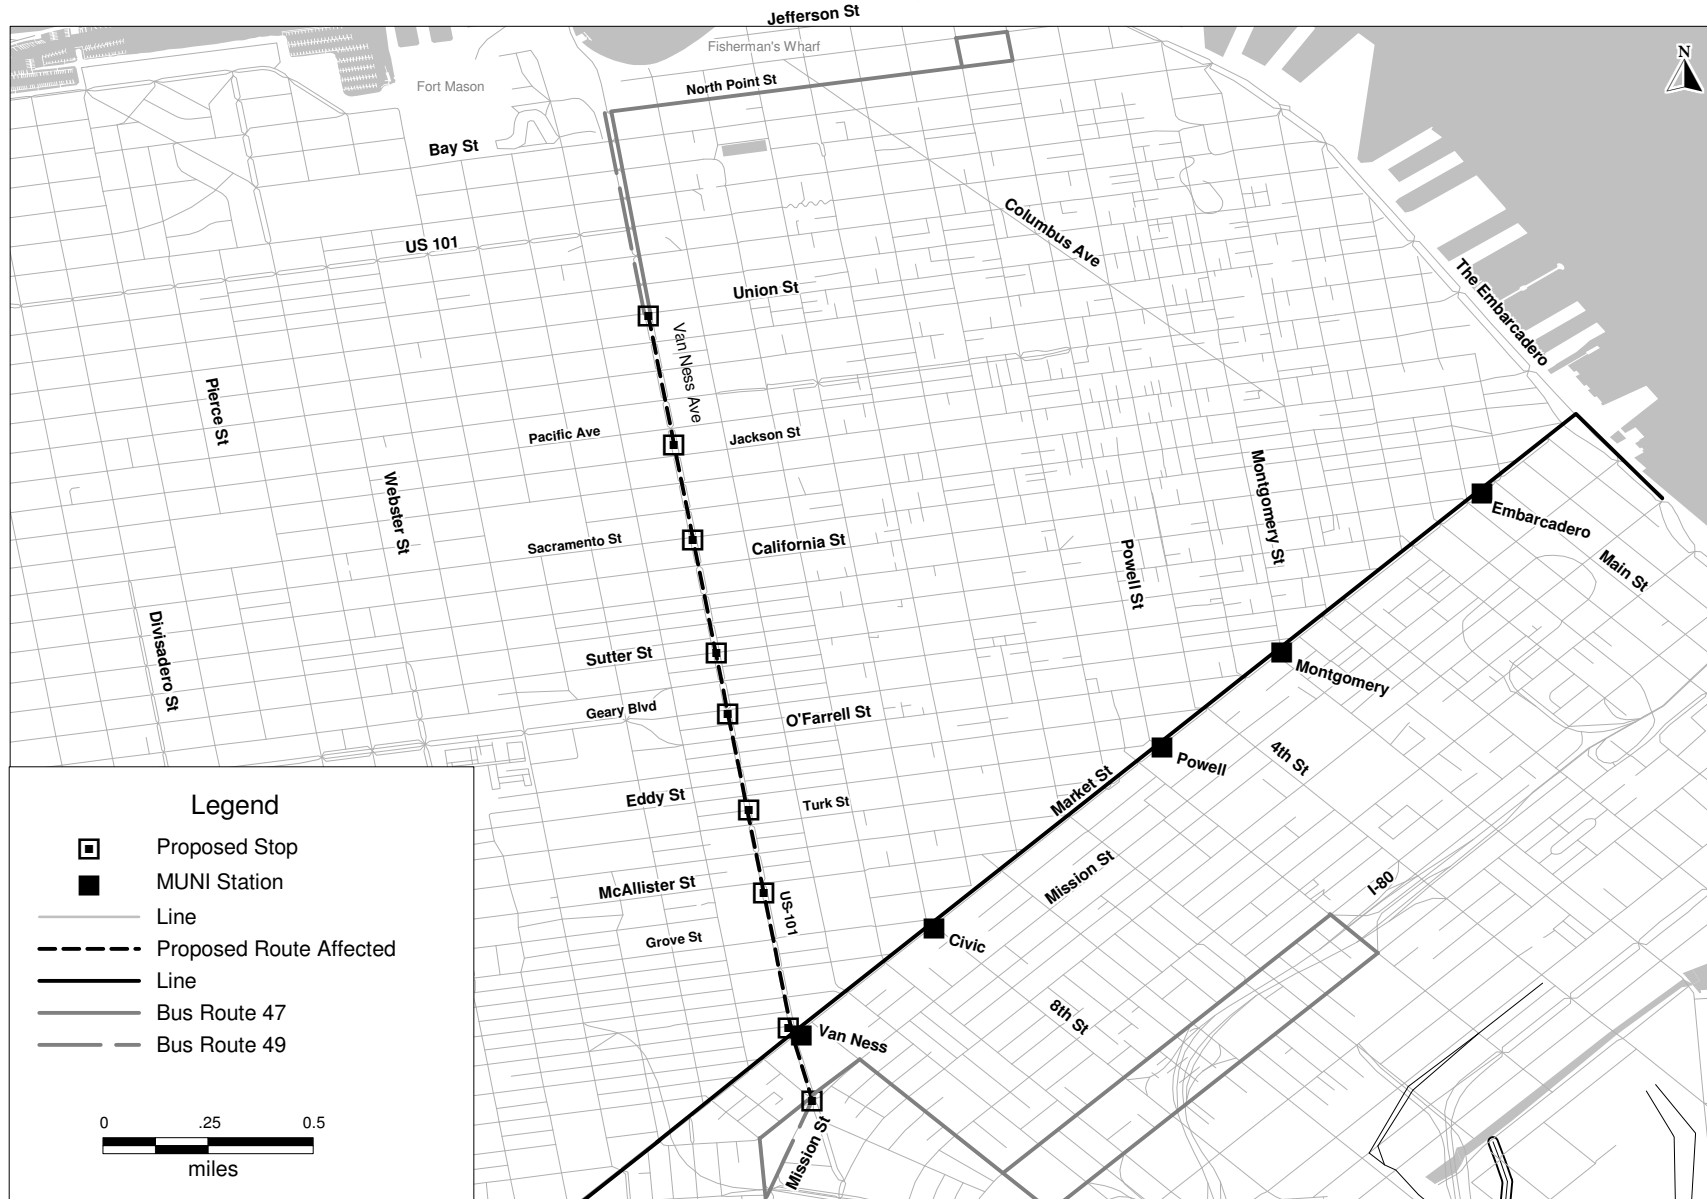 Jefferson St
Fisherman's Wharf
N
Fort Mason
North Point St
Bay St
Columbus Ave
US 101
Union St
The Embarcadero
Van Ness Ave
Pierce St
Pacific Ave
Jackson St
Webster St
Montgomery St
Embarcadero
Sacramento St
California St
Powell St
Main St
Divisadero St
Sutter St
Montgomery
Geary Blvd
O'Farrell St
4th St
Powell
Market St
Eddy St
Turk St
McAllister St
US-101
Mission St
I-80
Grove St
Civic
8th St
Van Ness
Mission St
Legend
Proposed Stop
MUNI Station
Line
Proposed Route Affected
Line
Bus Route 47
Bus Route 49
0 .25 0.5
miles